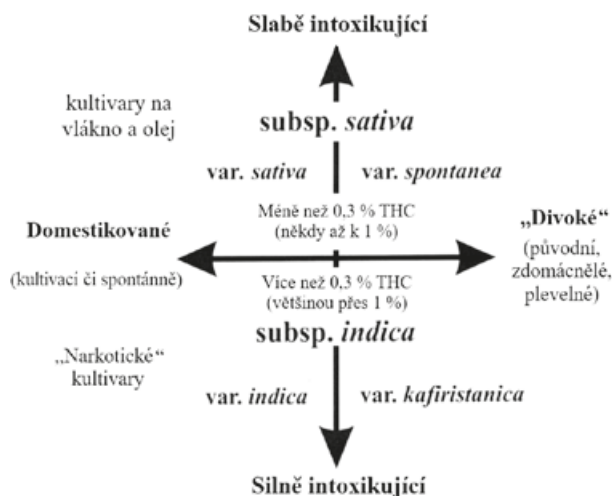 Slabě intoxikující
kultivary na
vlákno a olej
subsp. sativa
var. sativa
var. spontanea
Méně než 0,3 % THC
(někdy až k 1 %)
Domestikované
(kultivaci či spontánně)
„Divoké“
(původní,
zdomácnělé,
plevelné)
Více než 0,3 % THC
(většinou přes 1 %)
subsp. indica
„Narkotické“
kultivary
var. indica
var. kafiristanica
Silně intoxikující